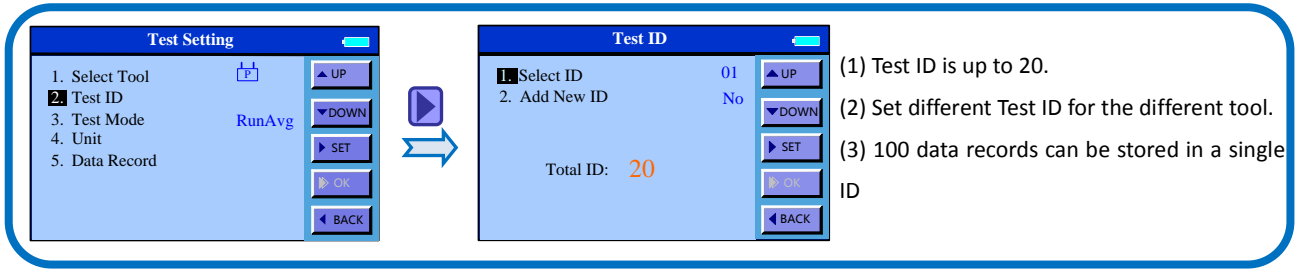 Test Setting
1. Select Tool P
2. Test ID
3. Test Mode RunAvg
4. Unit
5. Data Record
UP
DOWN
SET
OK
BACK
Test ID
1. Select ID 01
2. Add New ID No
Total ID: 20
UP
DOWN
SET
OK
BACK
(1) Test ID is up to 20.
(2) Set different Test ID for the different tool.
(3) 100 data records can be stored in a single
ID